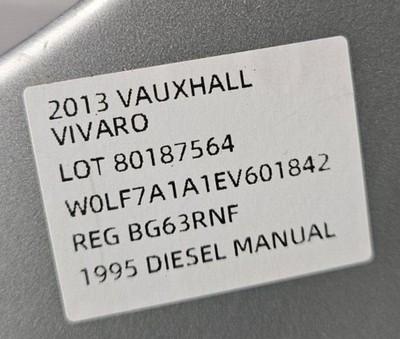 2013 VAUXHALL
VIVARO
LOT 80187564
W0LF7A1A1EV601842
REG BG63RNF
1995 DIESEL MANUAL